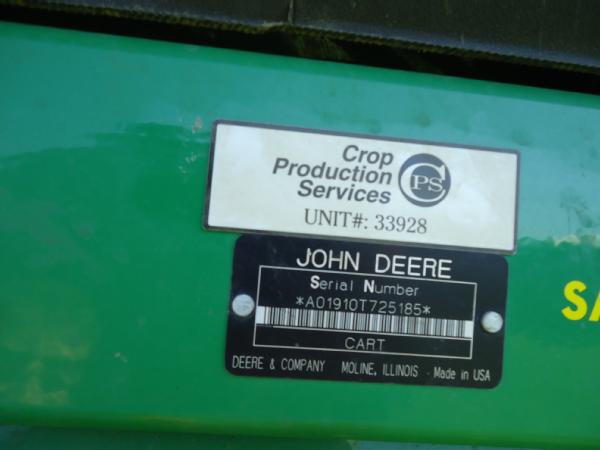 Crop
Production
Services
CPS
UNIT#: 33928
JOHN DEERE
Serial Number
*A01910T725185*
CART
DEERE & COMPANY MOLINE, ILLINOIS - Made in USA